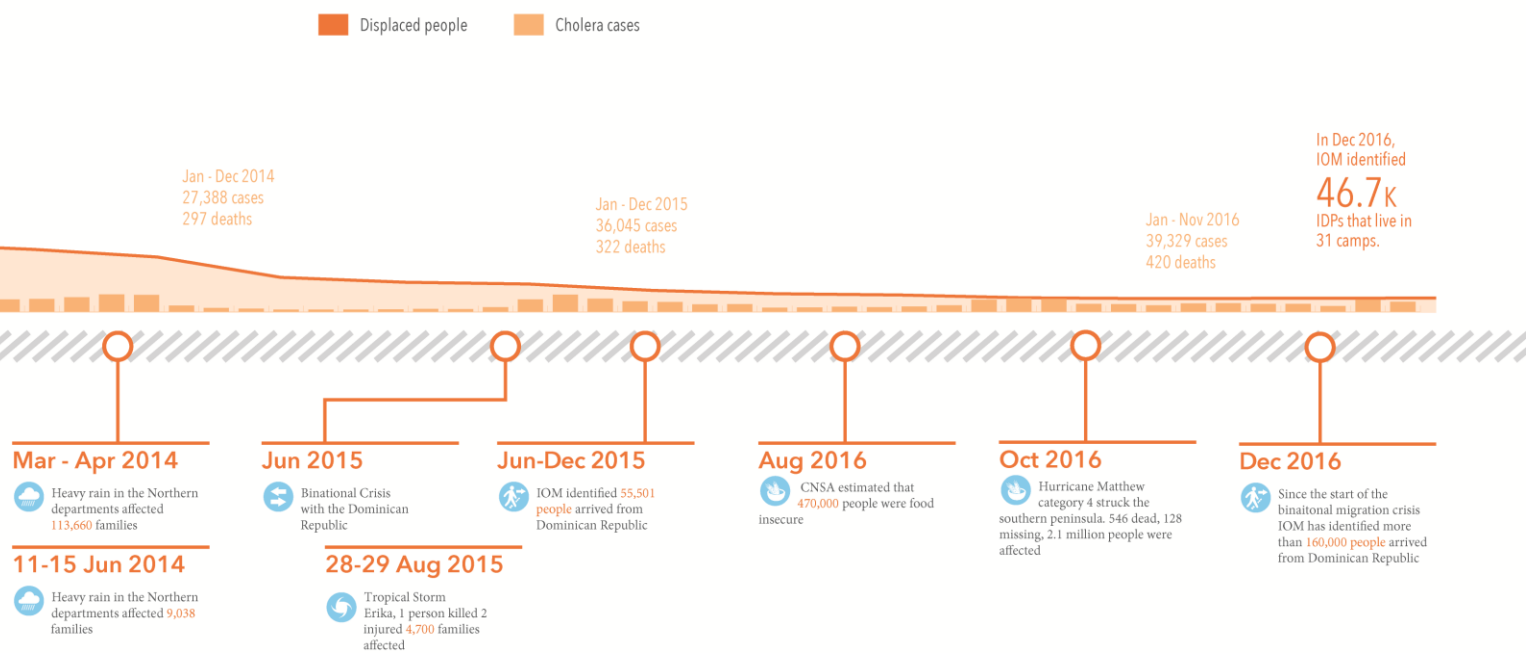 Displaced people
Cholera cases
Jan - Dec 2014
27,388 cases
297 deaths
Jan - Dec 2015
36,045 cases
322 deaths
Jan - Nov 2016
39,329 cases
420 deaths
In Dec 2016,
IOM identified
46.7K
IDPs that live in
31 camps.
Mar - Apr 2014
Heavy rain in the Northern
departments affected
113,660 families
11-15 Jun 2014
Heavy rain in the Northern
departments affected 9,038
families
Jun 2015
Binational Crisis
with the Dominican
Republic
28-29 Aug 2015
Tropical Storm
Erika, 1 person killed 2
injured 4,700 families
affected
Jun-Dec 2015
IOM identified 55,501
people arrived from
Dominican Republic
Aug 2016
CNSA estimated that
470,000 people were food
insecure
Oct 2016
Hurricane Matthew
category 4 struck the
southern peninsula. 546 dead, 128
missing, 2.1 million people were
affected
Dec 2016
Since the start of the
binaitonal migration crisis
IOM has identified more
than 160,000 people arrived
from Dominican Republic